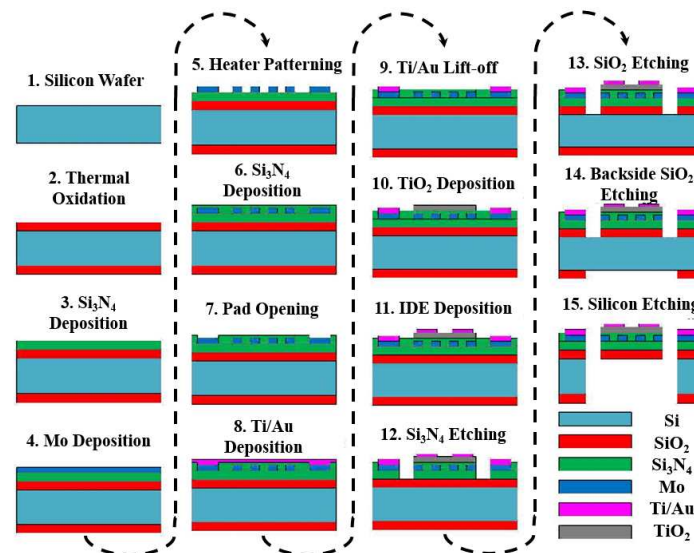 1. Silicon Wafer
2. Thermal
Oxidation
3. Si₃N₄
Deposition
4. Mo Deposition
5. Heater Patterning
6. Si₃N₄
Deposition
7. Pad Opening
8. Ti/Au
Deposition
9. Ti/Au Lift-off
10. TiO₂ Deposition
11. IDE Deposition
12. Si₃N₄ Etching
13. SiO₂ Etching
14. Backside SiO₂
Etching
15. Silicon Etching
Si
SiO₂
Si₃N₄
Mo
Ti/Au
TiO₂